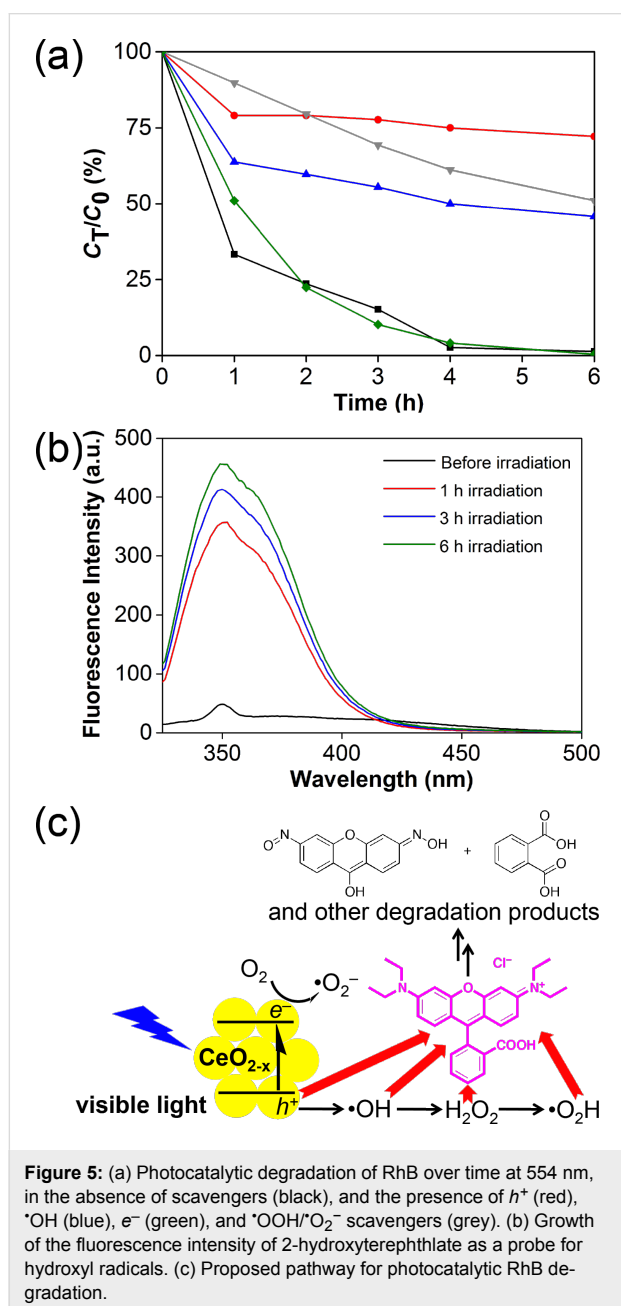 (a)
100
75
50
25
0
C_T/C_0 (%)
0 1 2 3 4 5 6
Time (h)
(b)
500
400
300
200
100
0
Fluorescence Intensity (a.u.)
Before irradiation
1 h irradiation
3 h irradiation
6 h irradiation
350 400 450 500
Wavelength (nm)
(c)
O
N
O
N
OH
OH
+
O
OH
O
OH
and other degradation products
O₂
•O₂⁻
e⁻
CeO₂₋ₓ
h⁺
visible light
Cl⁻
N
O
N⁺
COOH
•OH
H₂O₂
•O₂H
Figure 5: (a) Photocatalytic degradation of RhB over time at 554 nm,
in the absence of scavengers (black), and the presence of h⁺ (red),
•OH (blue), e⁻ (green), and •OOH/•O₂⁻ scavengers (grey). (b) Growth
of the fluorescence intensity of 2-hydroxyterephthlate as a probe for
hydroxyl radicals. (c) Proposed pathway for photocatalytic RhB de-
gradation.